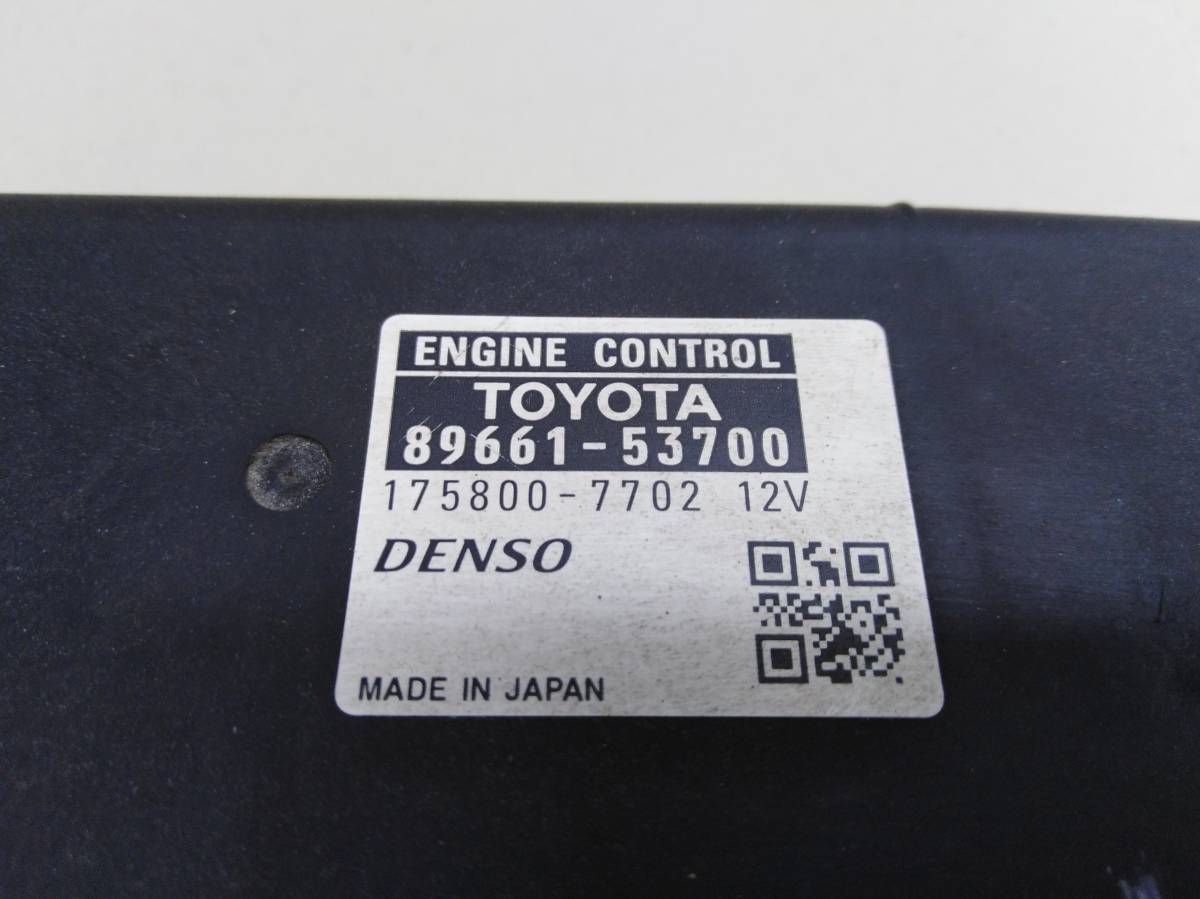 ENGINE CONTROL
TOYOTA
89661-53700
175800-7702 12V
DENSO
MADE IN JAPAN